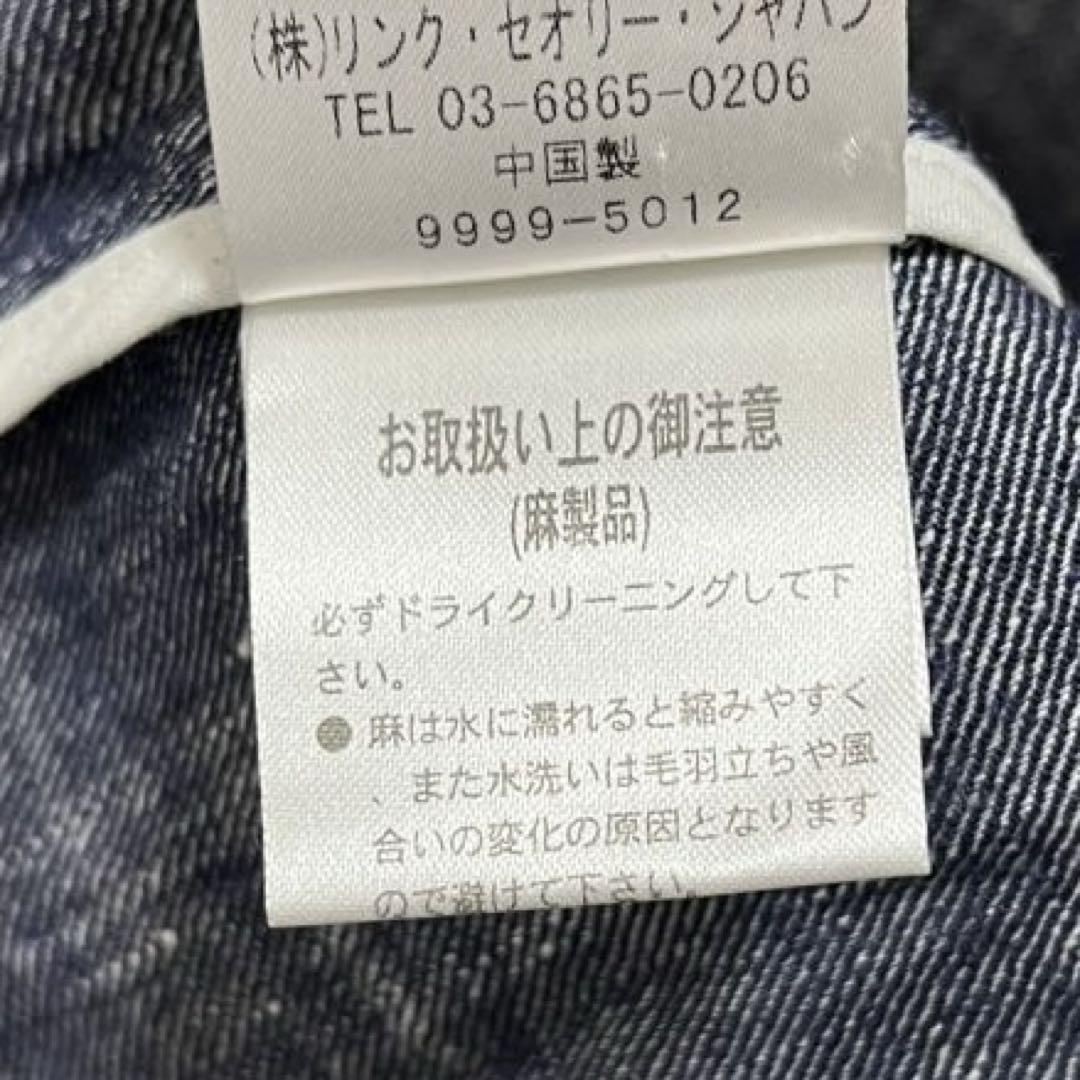 (株)リンク・セオリー・ジャパン
TEL 03-6865-0206
中国製
9999-5012
お取扱い上の御注意
(麻製品)
必ずドライクリーニングして下
さい。
● 麻は水に濡れると縮みやすく
、また水洗いは毛羽立ちや風
合いの変化の原因となります
ので避けて下さい。